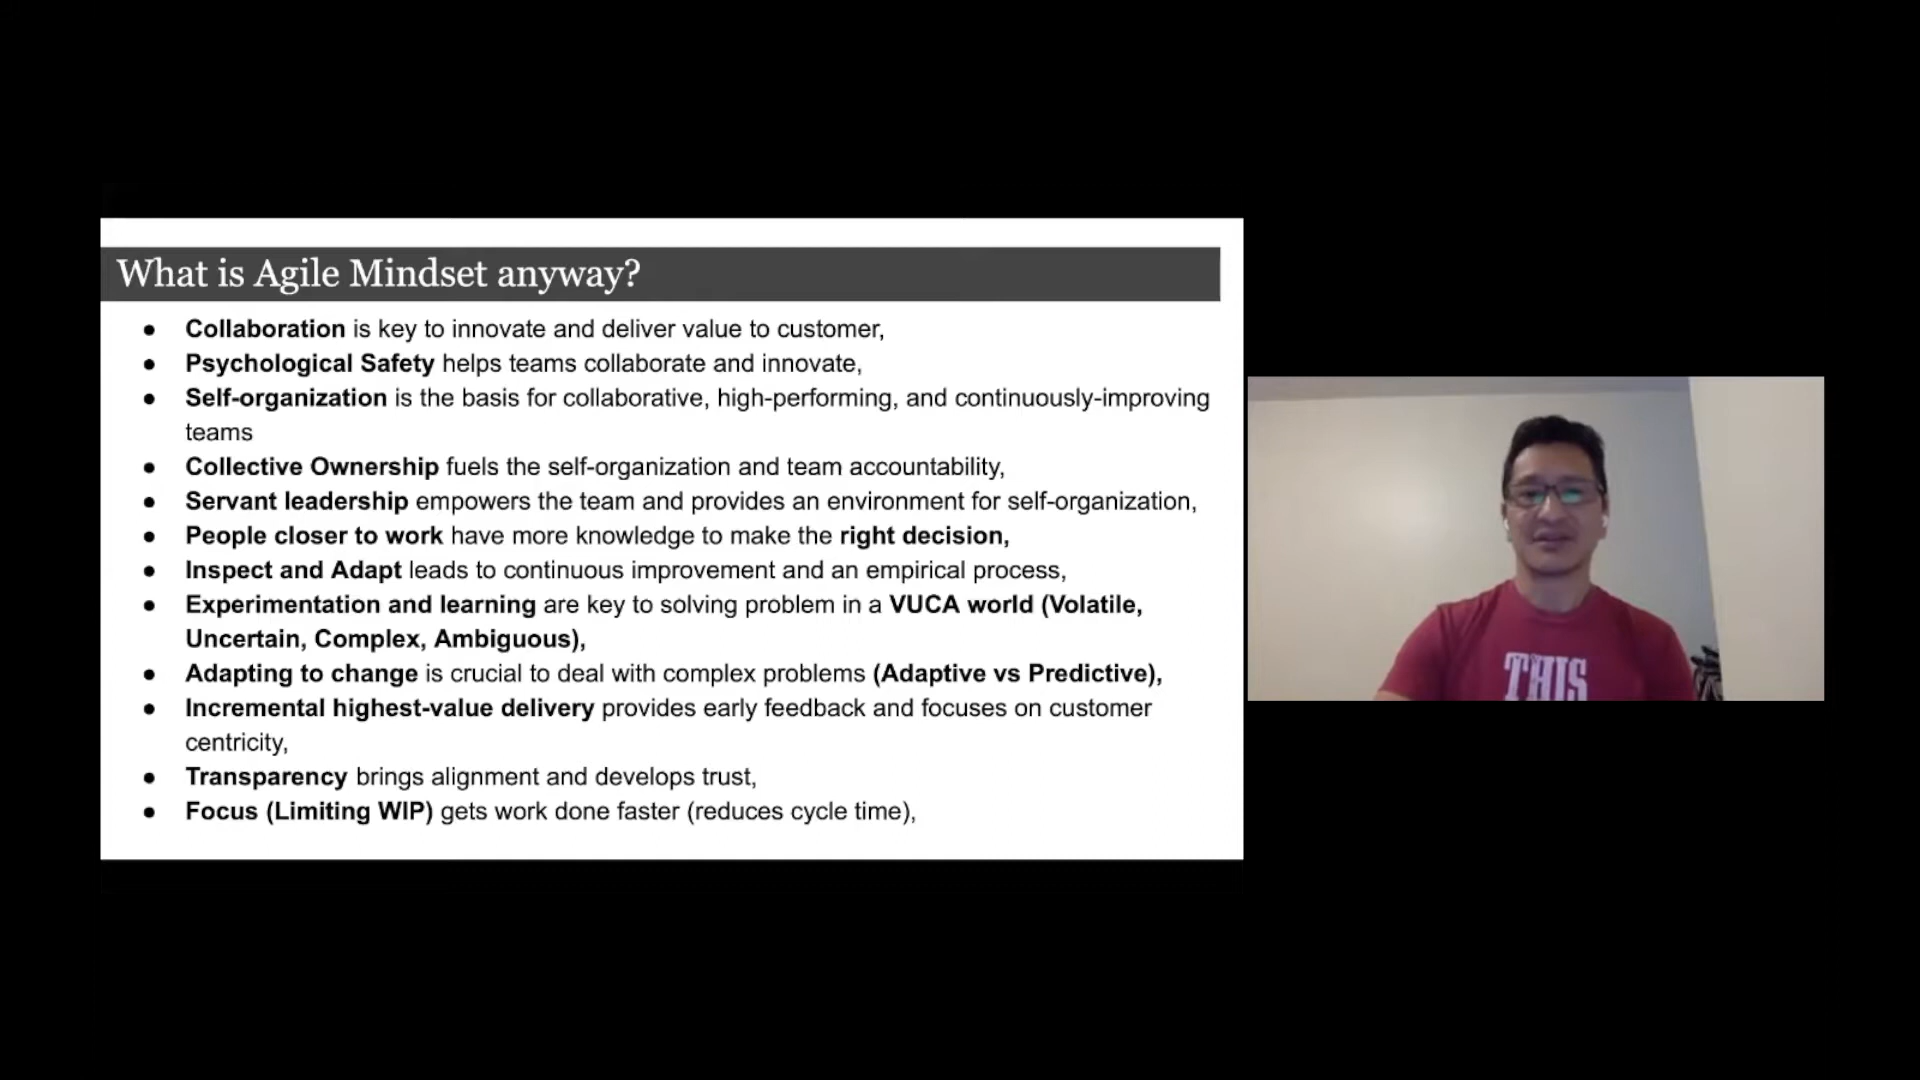 What is Agile Mindset anyway?
● Collaboration is key to innovate and deliver value to customer,
● Psychological Safety helps teams collaborate and innovate,
● Self-organization is the basis for collaborative, high-performing, and continuously-improving
teams
● Collective Ownership fuels the self-organization and team accountability,
● Servant leadership empowers the team and provides an environment for self-organization,
● People closer to work have more knowledge to make the right decision,
● Inspect and Adapt leads to continuous improvement and an empirical process,
● Experimentation and learning are key to solving problem in a VUCA world (Volatile,
Uncertain, Complex, Ambiguous),
● Adapting to change is crucial to deal with complex problems (Adaptive vs Predictive),
● Incremental highest-value delivery provides early feedback and focuses on customer
centricity,
● Transparency brings alignment and develops trust,
● Focus (Limiting WIP) gets work done faster (reduces cycle time),
THIS